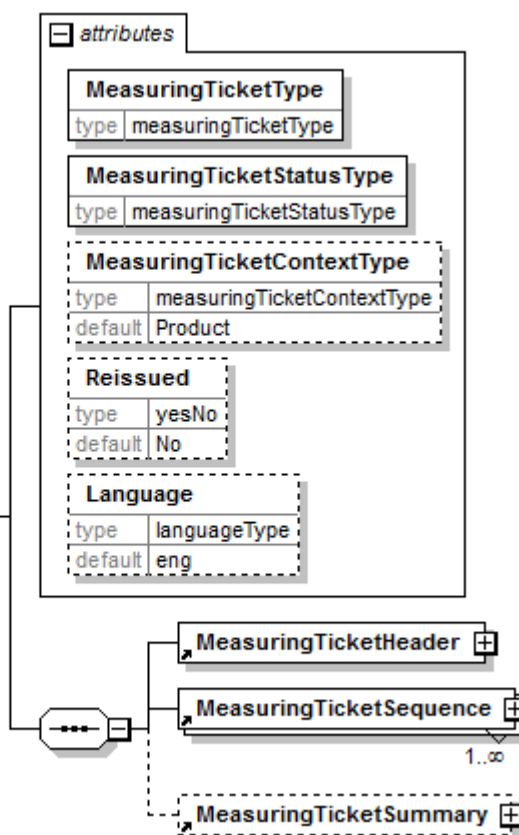 attributes
MeasuringTicketType
type measuringTicketType
MeasuringTicketStatusType
type measuringTicketStatusType
MeasuringTicketContextType
type measuringTicketContextType
default Product
Reissued
type yesNo
default No
Language
type languageType
default eng
MeasuringTicketHeader
MeasuringTicketSequence
1..∞
MeasuringTicketSummary